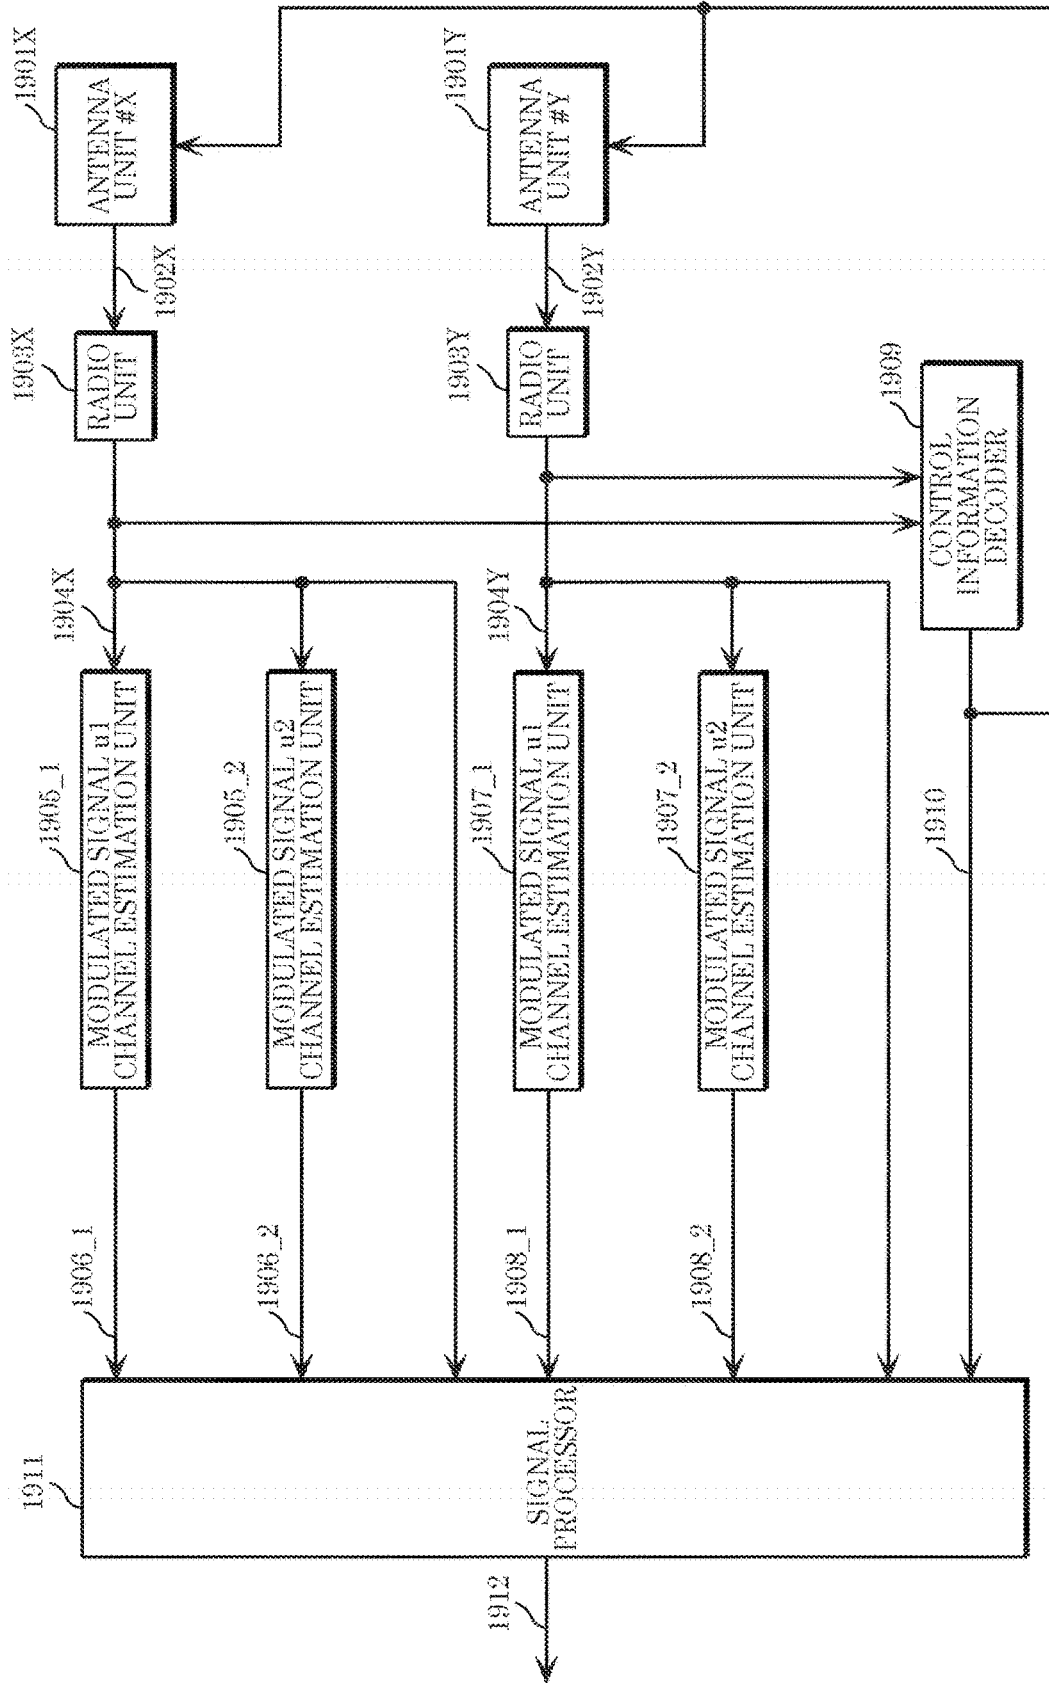 1901X
ANTENNA
UNIT #X
1902X
1903X
RADIO
UNIT
1904X
1905_1
MODULATED SIGNAL u1
CHANNEL ESTIMATION UNIT
1906_1
1905_2
MODULATED SIGNAL u2
CHANNEL ESTIMATION UNIT
1906_2
1901Y
ANTENNA
UNIT #Y
1902Y
1903Y
RADIO
UNIT
1904Y
1907_1
MODULATED SIGNAL u1
CHANNEL ESTIMATION UNIT
1908_1
1907_2
MODULATED SIGNAL u2
CHANNEL ESTIMATION UNIT
1908_2
1909
CONTROL
INFORMATION
DECODER
1910
1911
SIGNAL
PROCESSOR
1912